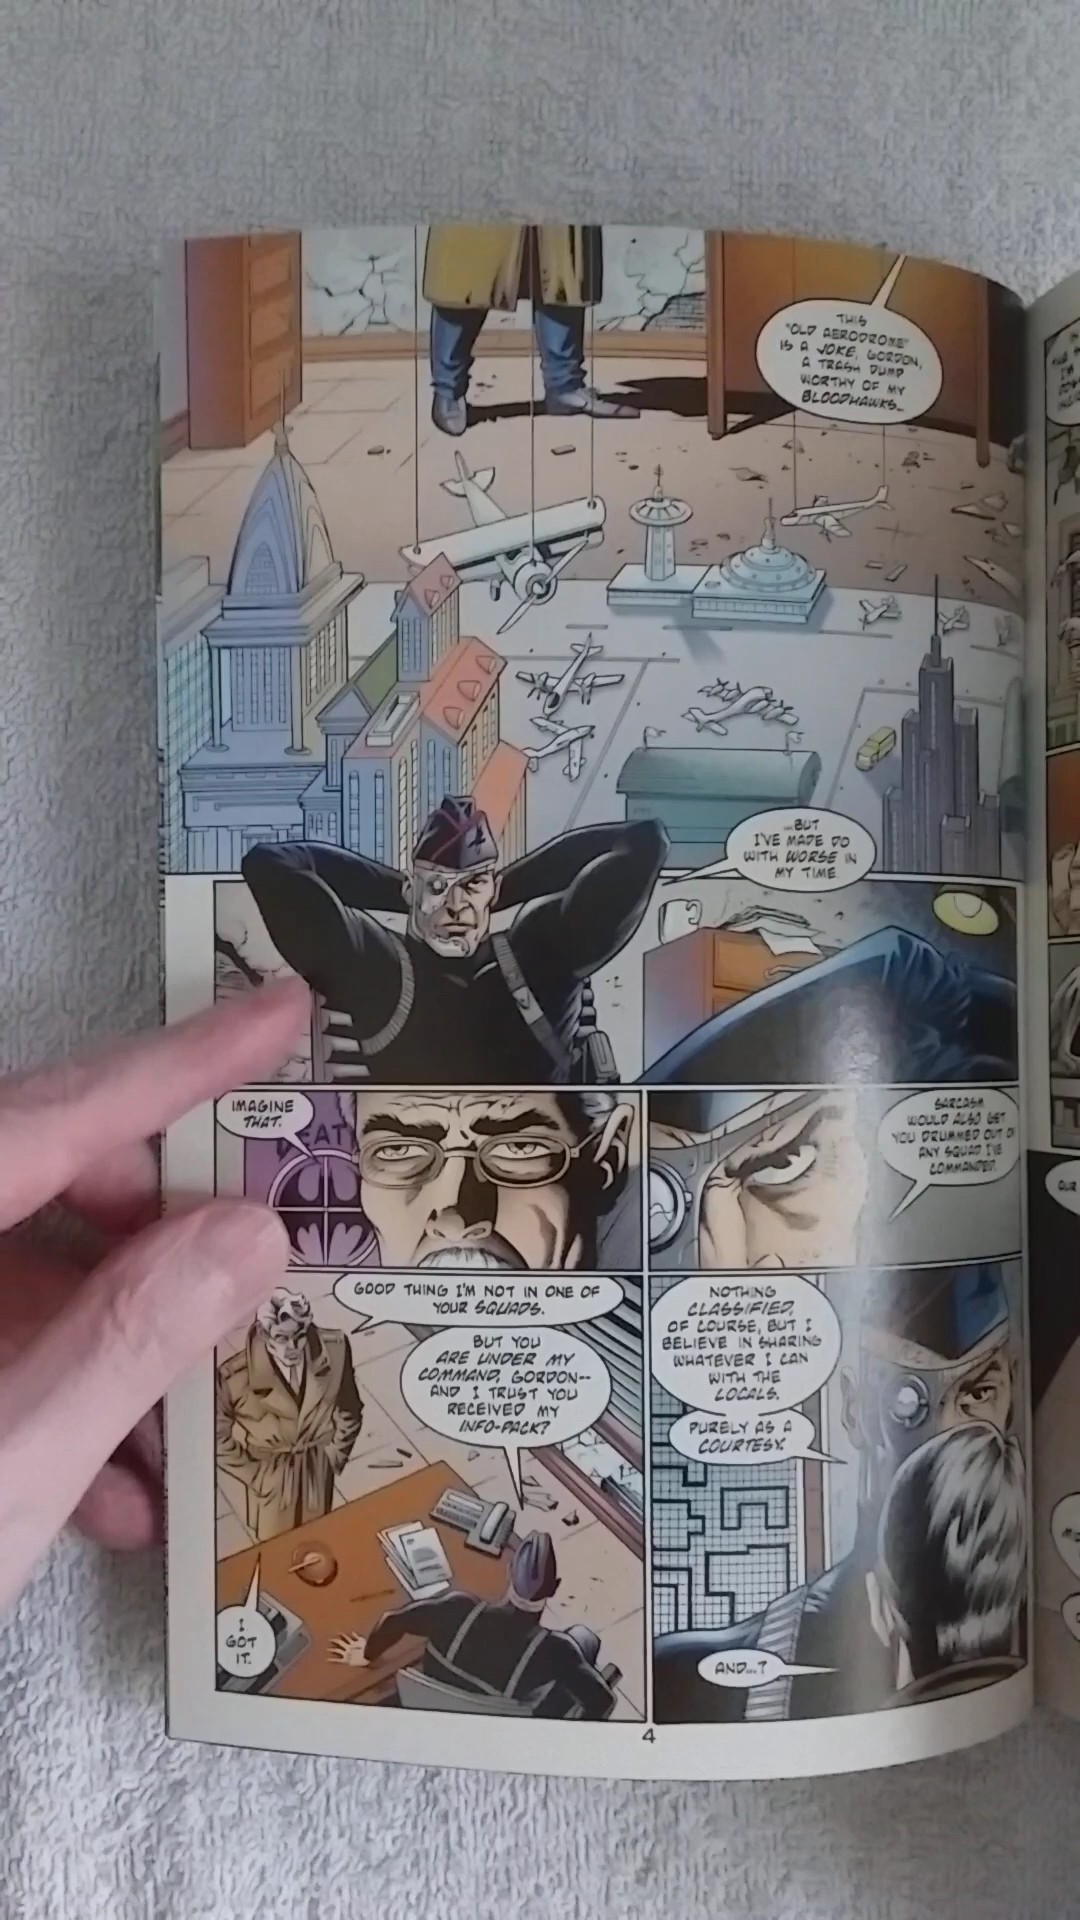 THIS
"OLD AERODROME"
IS A JOKE, GORDON,
A TRASH DUMP
WORTHY OF MY
BLOODHAWKS...
...BUT
I'VE MADE DO
WITH WORSE IN
MY TIME
IMAGINE
THAT.
SARCASM
WOULD ALSO GET
YOU DRUMMED OUT OF
ANY SQUAD I'VE
COMMANDED.
GOOD THING I'M NOT IN ONE OF
YOUR SQUADS.
BUT YOU
ARE UNDER MY
COMMAND, GORDON--
AND I TRUST YOU
RECEIVED MY
INFO-PACK?
I
GOT
IT.
NOTHING
CLASSIFIED,
OF COURSE, BUT I
BELIEVE IN SHARING
WHATEVER I CAN
WITH THE
LOCALS.
PURELY AS A
COURTESY.
AND...?
4
OUR